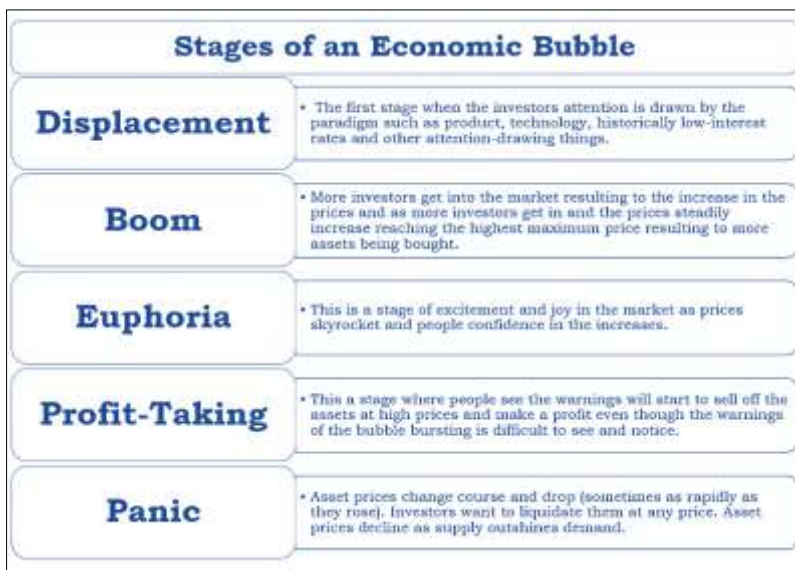 Stages of an Economic Bubble
Displacement
• The first stage when the investors attention is drawn by the
paradigm such as product, technology, historically low-interest
rates and other attention-drawing things.
Boom
• More investors get into the market resulting to the increase in the
prices and as more investors get in and the prices steadily
increase reaching the highest maximum price resulting to more
assets being bought.
Euphoria
• This is a stage of excitement and joy in the market as prices
skyrocket and people confidence in the increases.
Profit-Taking
• This a stage where people see the warnings will start to sell off the
assets at high prices and make a profit even though the warnings
of the bubble bursting is difficult to see and notice.
Panic
• Asset prices change course and drop (sometimes as rapidly as
they rose). Investors want to liquidate them at any price. Asset
prices decline as supply outshines demand.